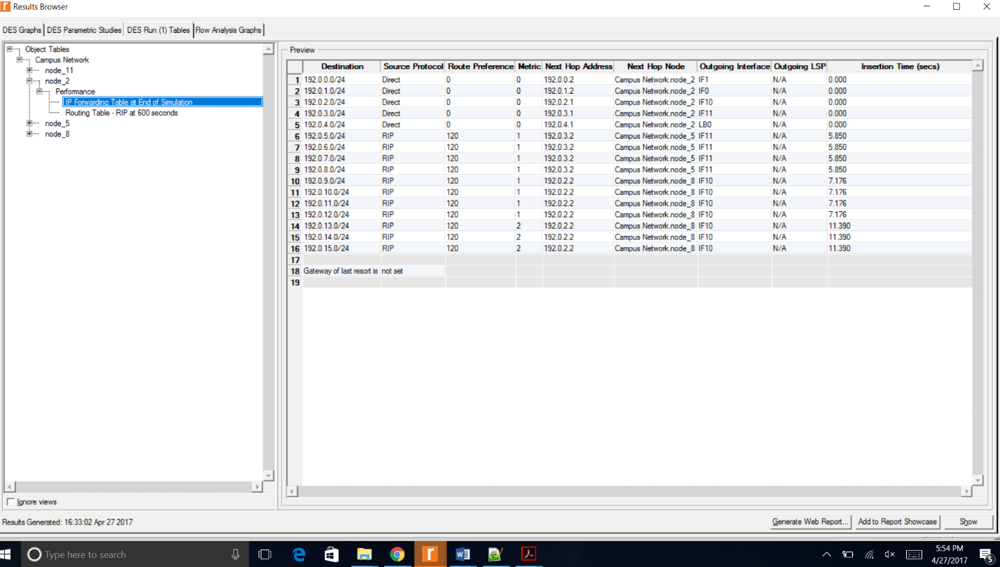 Results Browser
DES Graphs DES Parametric Studies DES Run (1) Tables Flow Analysis Graphs
Object Tables
Campus Network
node_11
node_2
Performance
IP Forwarding Table at End of Simulation
Routing Table - RIP at 600 seconds
node_5
node_8
Ignore views
Preview
Destination Source Protocol Route Preference Metric Next Hop Address Next Hop Node Outgoing Interface Outgoing LSP Insertion Time (secs)
1 192.0.0.0/24 Direct 0 0 192.0.0.2 Campus Network.node_2 IF1 N/A 0.000
2 192.0.1.0/24 Direct 0 0 192.0.1.2 Campus Network.node_2 IF0 N/A 0.000
3 192.0.2.0/24 Direct 0 0 192.0.2.1 Campus Network.node_2 IF10 N/A 0.000
4 192.0.3.0/24 Direct 0 0 192.0.3.1 Campus Network.node_2 IF11 N/A 0.000
5 192.0.4.0/24 Direct 0 0 192.0.4.1 Campus Network.node_2 LB0 N/A 0.000
6 192.0.5.0/24 RIP 120 1 192.0.3.2 Campus Network.node_5 IF11 N/A 5.850
7 192.0.6.0/24 RIP 120 1 192.0.3.2 Campus Network.node_5 IF11 N/A 5.850
8 192.0.7.0/24 RIP 120 1 192.0.3.2 Campus Network.node_5 IF11 N/A 5.850
9 192.0.8.0/24 RIP 120 1 192.0.3.2 Campus Network.node_5 IF11 N/A 5.850
10 192.0.9.0/24 RIP 120 1 192.0.2.2 Campus Network.node_8 IF10 N/A 7.176
11 192.0.10.0/24 RIP 120 1 192.0.2.2 Campus Network.node_8 IF10 N/A 7.176
12 192.0.11.0/24 RIP 120 1 192.0.2.2 Campus Network.node_8 IF10 N/A 7.176
13 192.0.12.0/24 RIP 120 1 192.0.2.2 Campus Network.node_8 IF10 N/A 7.176
14 192.0.13.0/24 RIP 120 2 192.0.2.2 Campus Network.node_8 IF10 N/A 11.390
15 192.0.14.0/24 RIP 120 2 192.0.2.2 Campus Network.node_8 IF10 N/A 11.390
16 192.0.15.0/24 RIP 120 2 192.0.2.2 Campus Network.node_8 IF10 N/A 11.390
17
18 Gateway of last resort is not set
19
Results Generated: 16:33:02 Apr 27 2017
Generate Web Report... Add to Report Showcase Show
Type here to search
5:54 PM
4/27/2017
5